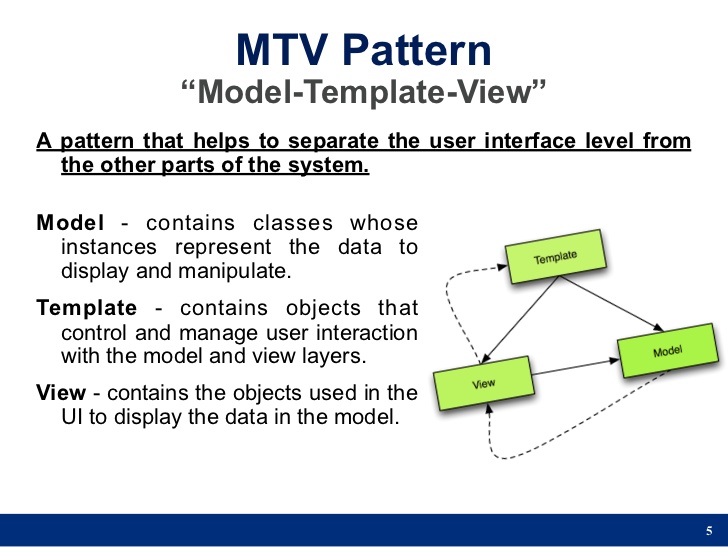 MTV Pattern
“Model-Template-View”
A pattern that helps to separate the user interface level from
the other parts of the system.
Model - contains classes whose
instances represent the data to
display and manipulate.
Template - contains objects that
control and manage user interaction
with the model and view layers.
View - contains the objects used in the
UI to display the data in the model.
Template
Model
View
5